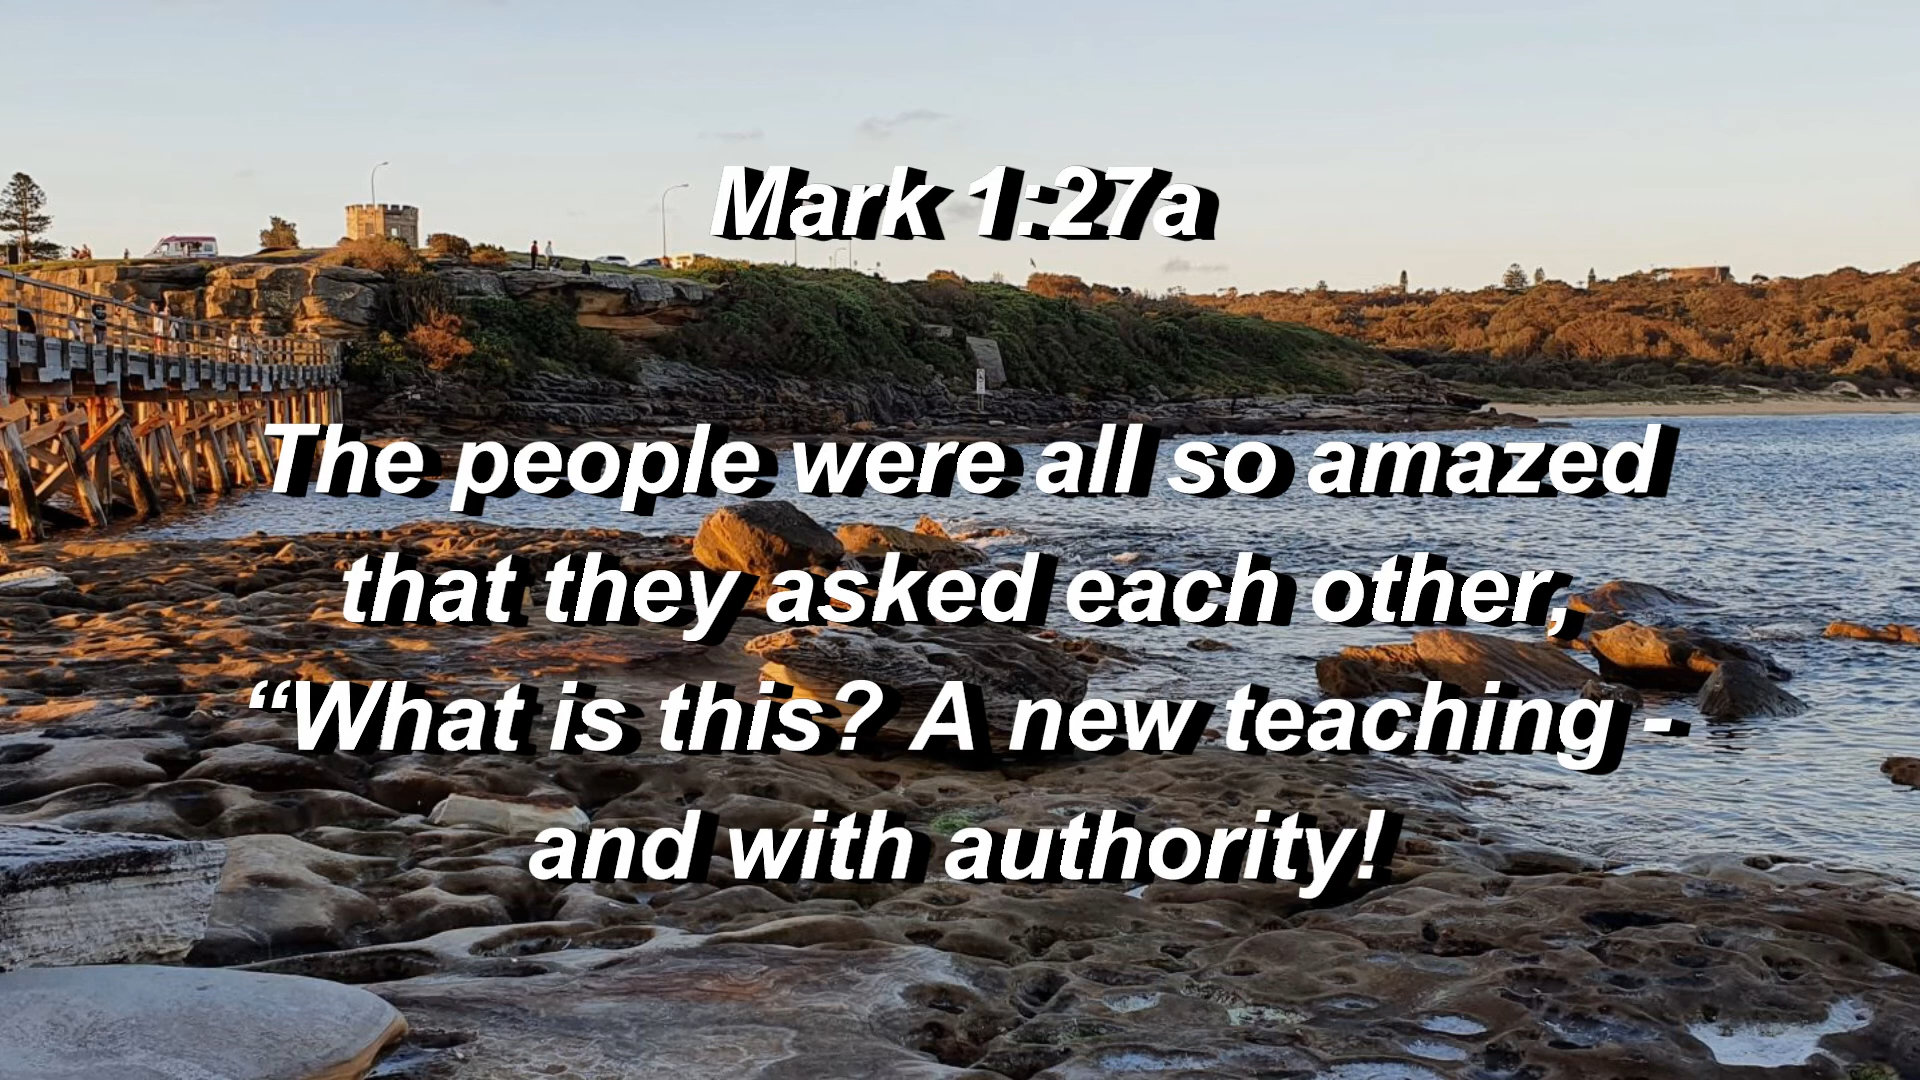 Mark 1:27a
The people were all so amazed
that they asked each other,
“What is this? A new teaching -
and with authority!